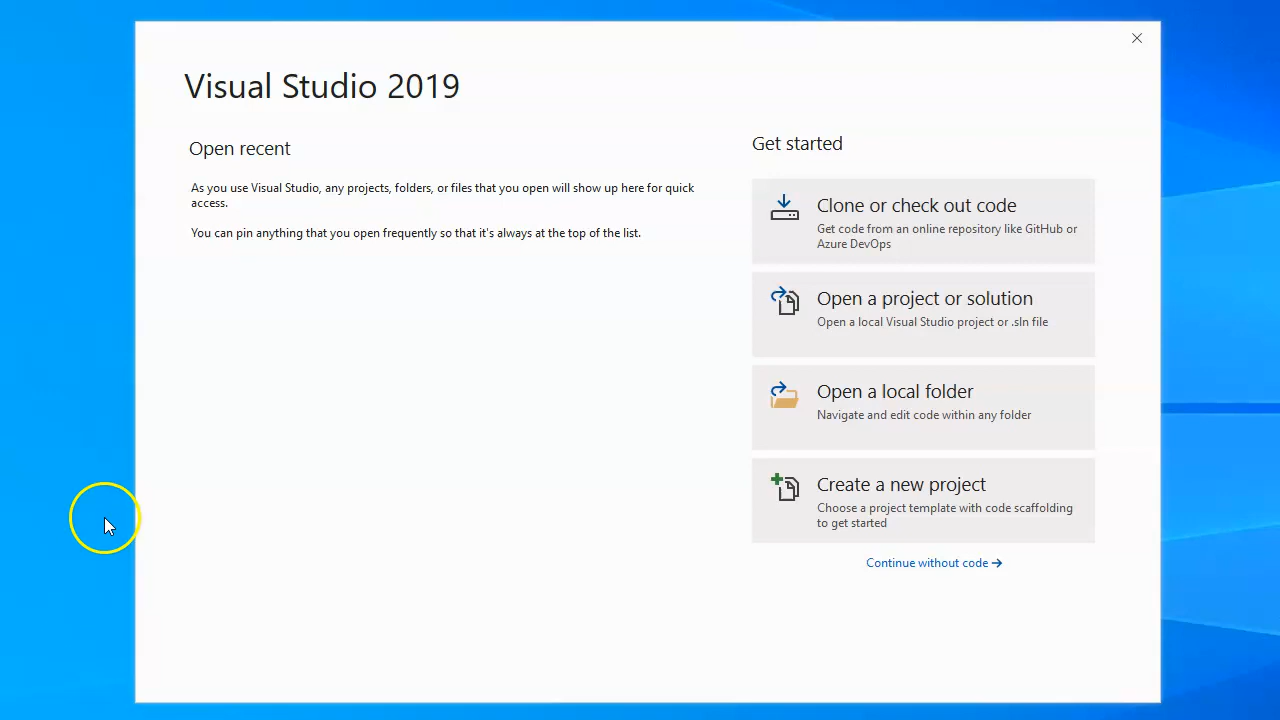 Visual Studio 2019
Open recent
As you use Visual Studio, any projects, folders, or files that you open will show up here for quick
access.
You can pin anything that you open frequently so that it's always at the top of the list.
Get started
Clone or check out code
Get code from an online repository like GitHub or
Azure DevOps
Open a project or solution
Open a local Visual Studio project or .sln file
Open a local folder
Navigate and edit code within any folder
Create a new project
Choose a project template with code scaffolding
to get started
Continue without code